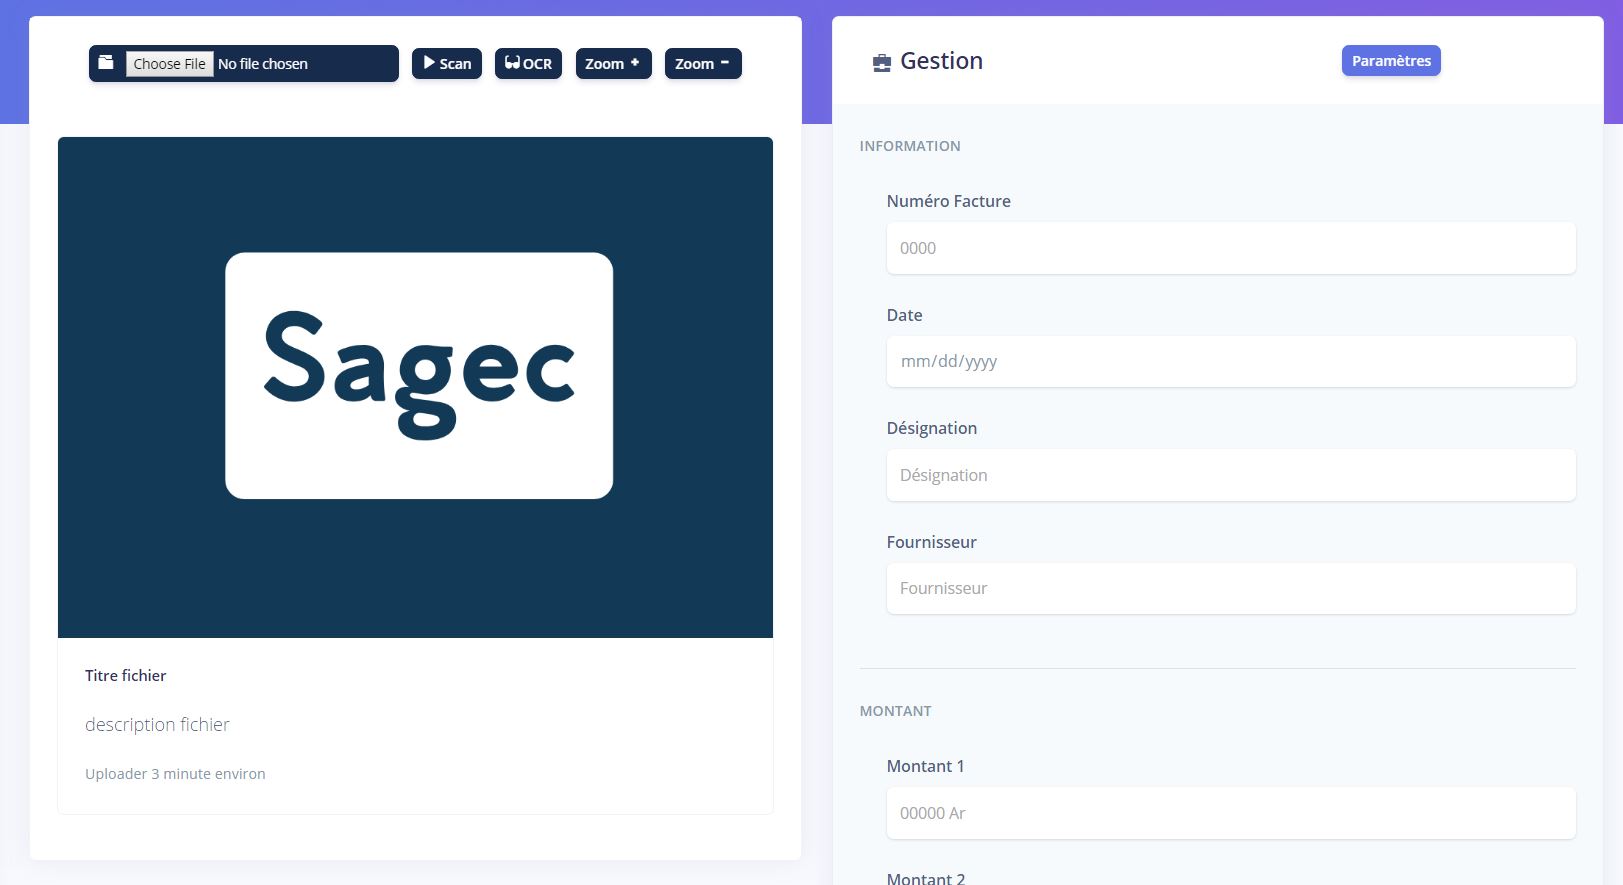 Choose File No file chosen Scan OCR Zoom + Zoom −
Sagec
Titre fichier
description fichier
Uploader 3 minute environ
Gestion
Paramètres
INFORMATION
Numéro Facture
0000
Date
mm/dd/yyyy
Désignation
Désignation
Fournisseur
Fournisseur
MONTANT
Montant 1
00000 Ar
Montant 2